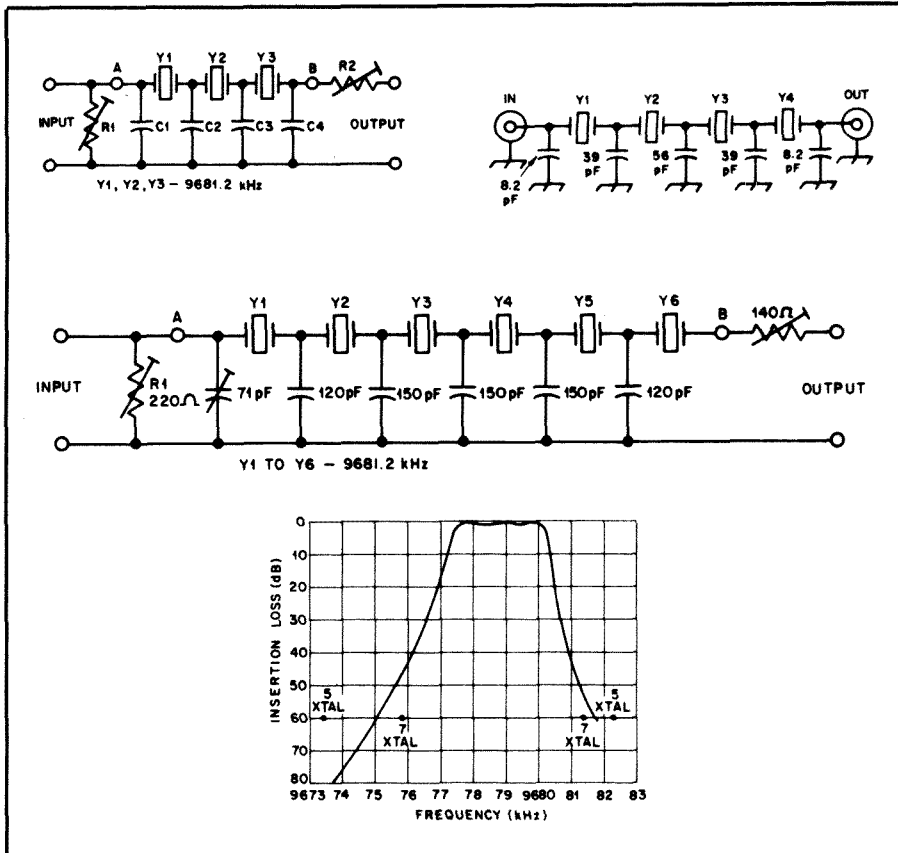 Y1 Y2 Y3
A B R2
INPUT R1 C1 C2 C3 C4 OUTPUT
Y1, Y2, Y3 – 9681.2 kHz
IN Y1 Y2 Y3 Y4 OUT
39 pF 56 pF 39 pF 8.2 pF
8.2 pF
Y1 Y2 Y3 Y4 Y5 Y6
A B 140Ω
INPUT R1 220Ω 71pF 120pF 150pF 150pF 150pF 120pF OUTPUT
Y1 TO Y6 – 9681.2 kHz
INSERTION LOSS (dB)
0
10
20
30
40
50
60
70
80
5 XTAL
7 XTAL
7 XTAL
5 XTAL
9673 74 75 76 77 78 79 9680 81 82 83
FREQUENCY (kHz)